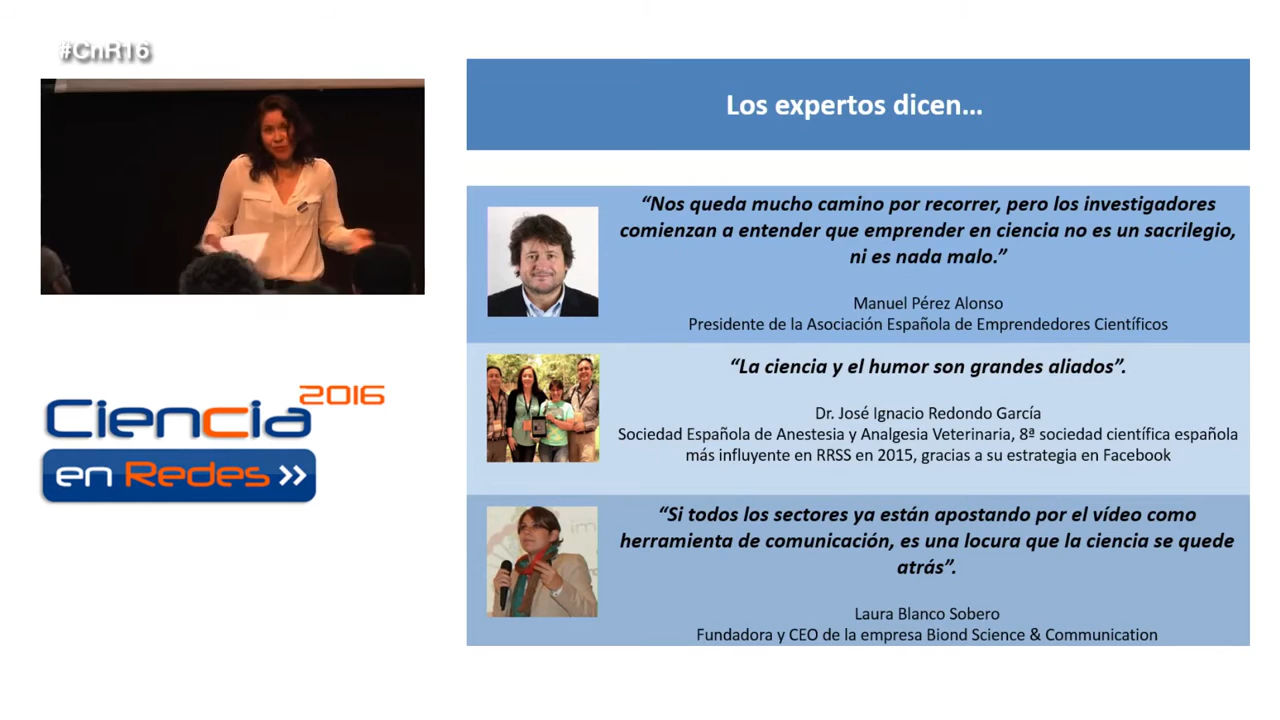 #CnR16
Los expertos dicen...
“Nos queda mucho camino por recorrer, pero los investigadores
comienzan a entender que emprender en ciencia no es un sacrilegio,
ni es nada malo.”
Manuel Pérez Alonso
Presidente de la Asociación Española de Emprendedores Científicos
“La ciencia y el humor son grandes aliados”.
Dr. José Ignacio Redondo García
Sociedad Española de Anestesia y Analgesia Veterinaria, 8ª sociedad científica española
más influyente en RRSS en 2015, gracias a su estrategia en Facebook
“Si todos los sectores ya están apostando por el vídeo como
herramienta de comunicación, es una locura que la ciencia se quede
atrás”.
Laura Blanco Sobero
Fundadora y CEO de la empresa Biond Science & Communication
2016
Ciencia
en Redes >>